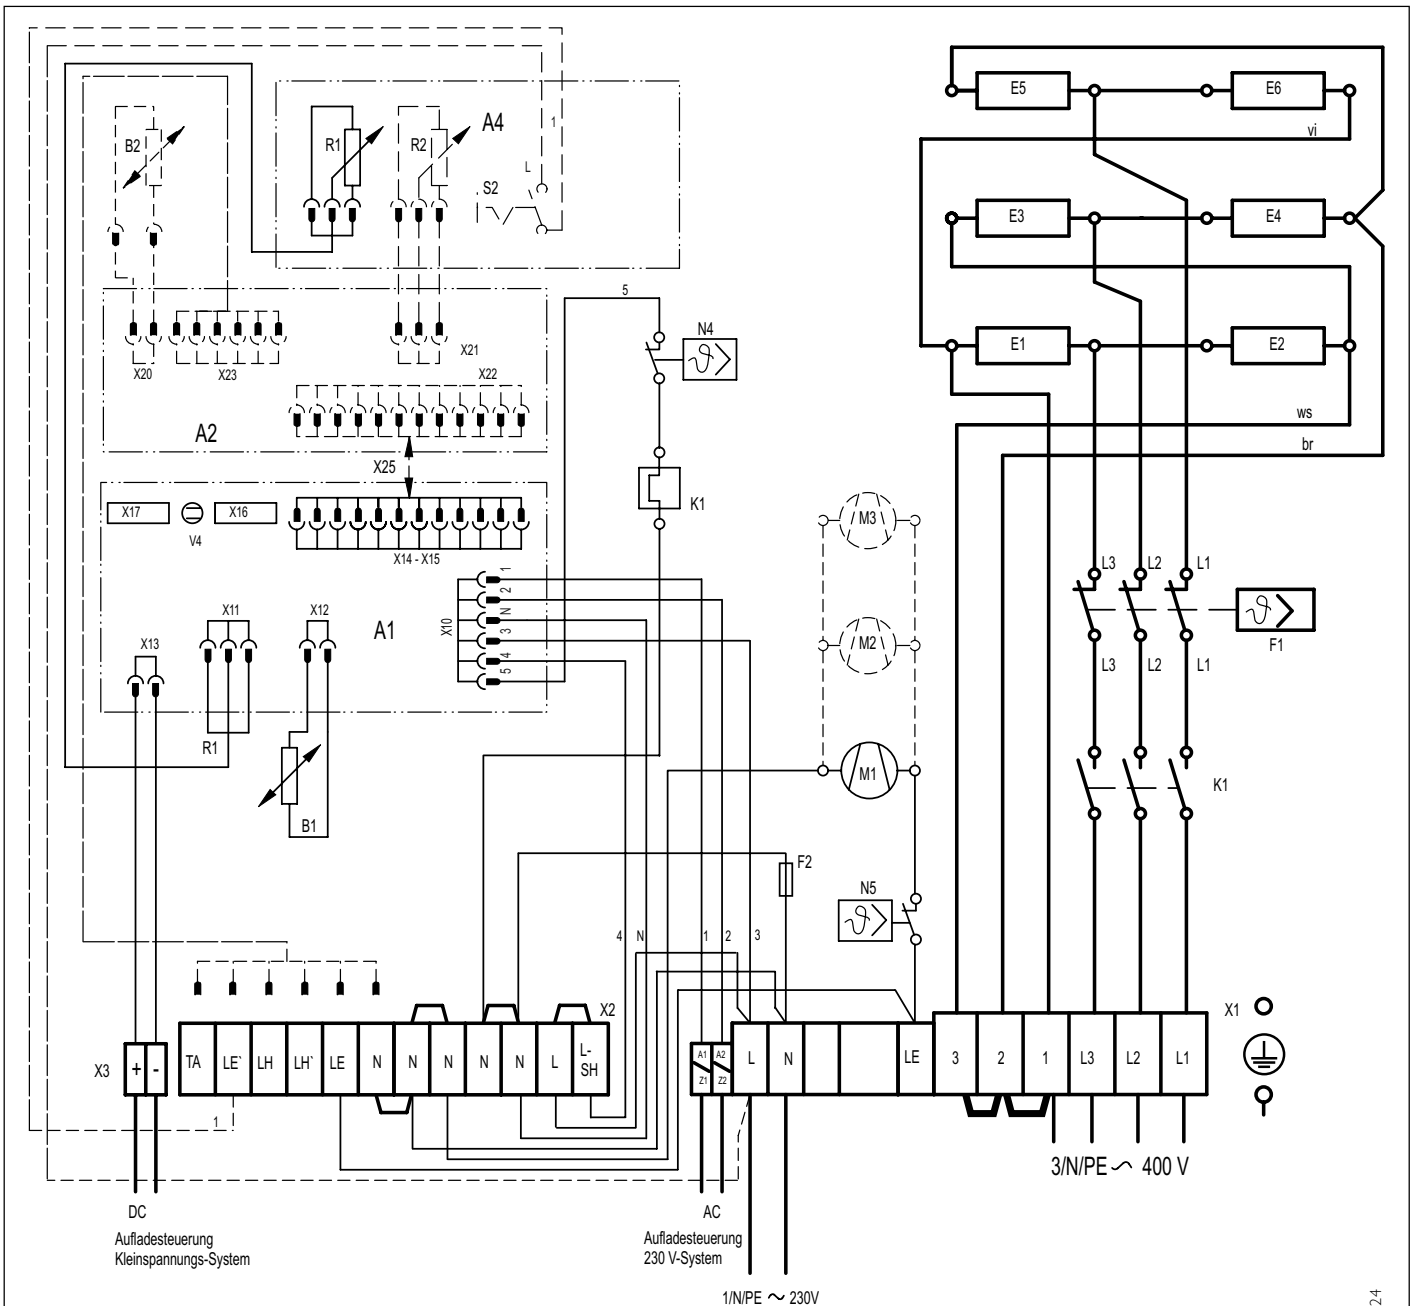 E5
E6
vi
A4
R1
R2
B2
1
L
S2
E3
E4
5
N4
X21
X20
X23
X22
E1
E2
A2
ws
br
X25
K1
X17
V4
X16
M3
X14 - X15
L3
L2
L1
1
2
N
3
4
5
X10
X11
X12
A1
X13
M2
F1
L3
L2
L1
R1
M1
K1
B1
F2
N5
4
N
1
2
3
X2
X1
X3
+
-
TA
LE`
LH
LH`
LE
N
N
N
N
N
L
L-
SH
A1
Z1
A2
Z2
L
N
LE
3
2
1
L3
L2
L1
1
3/N/PE ~ 400 V
DC
AC
Aufladesteuerung
Kleinspannungs-System
Aufladesteuerung
230 V-System
1/N/PE ~ 230V
24